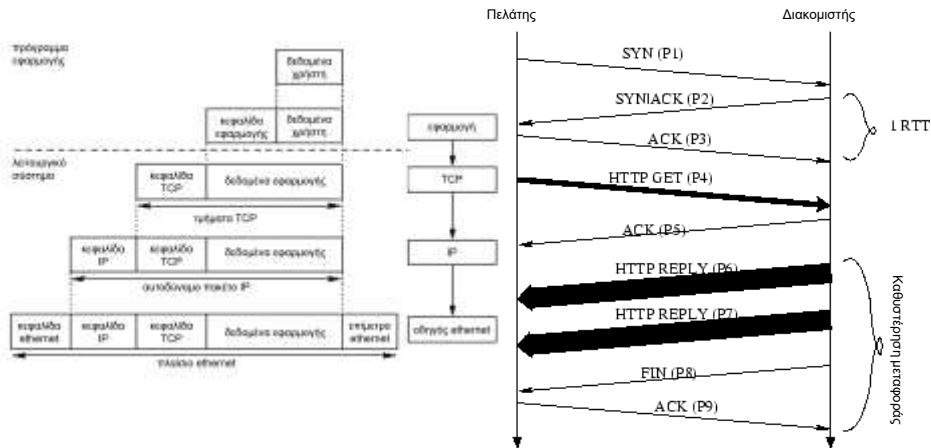 πρόγραμμα
εφαρμογής
δεδομένα
χρήστη
κεφαλίδα
εφαρμογής
δεδομένα
χρήστη
εφαρμογή
λειτουργικό
σύστημα
κεφαλίδα
TCP
δεδομένα εφαρμογής
TCP
τμήματα TCP
κεφαλίδα
IP
κεφαλίδα
TCP
δεδομένα εφαρμογής
IP
αυτοδύναμο πακέτο IP
κεφαλίδα
ethernet
κεφαλίδα
IP
κεφαλίδα
TCP
δεδομένα εφαρμογής
επίμετρο
ethernet
οδηγός ethernet
πλαίσιο ethernet
Πελάτης
Διακομιστής
SYN (P1)
SYN|ACK (P2)
1 RTT
ACK (P3)
HTTP GET (P4)
ACK (P5)
HTTP REPLY (P6)
HTTP REPLY (P7)
FIN (P8)
ACK (P9)
Καθυστέρηση μεταφοράς